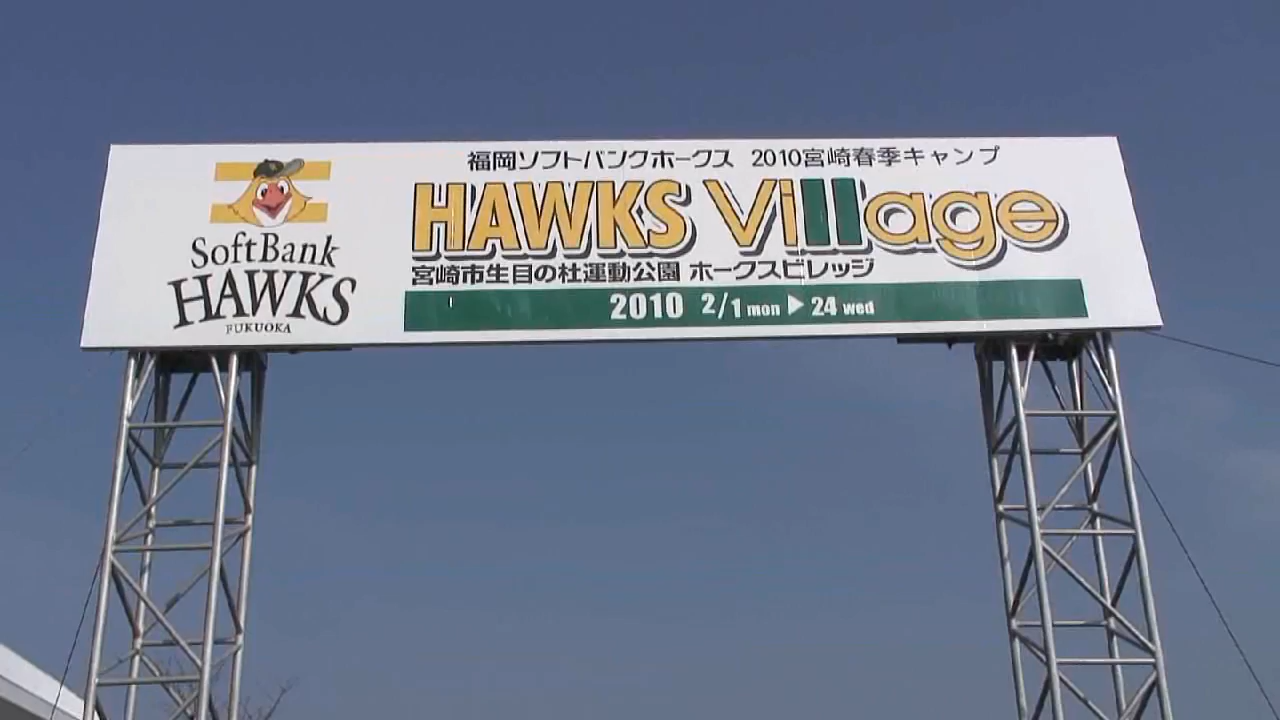 SoftBank
HAWKS
FUKUOKA
福岡ソフトバンクホークス 2010宮崎春季キャンプ
HAWKS Village
宮崎市生目の杜運動公園 ホークスビレッジ
2010 2/1 mon ▶ 24 wed